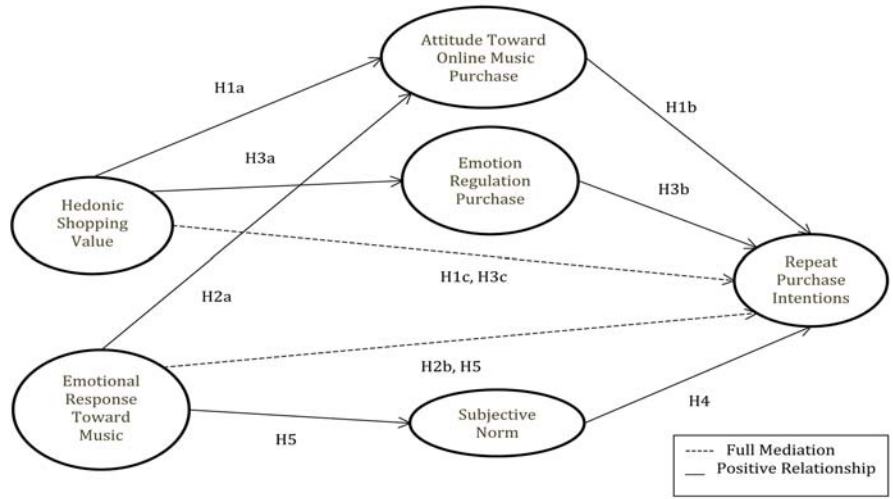 Attitude Toward
Online Music
Purchase
H1a
H1b
H3a
Emotion
Regulation
Purchase
H3b
Hedonic
Shopping
Value
H1c, H3c
Repeat
Purchase
Intentions
H2a
H2b, H5
Emotional
Response
Toward
Music
H5
Subjective
Norm
H4
Full Mediation
Positive Relationship